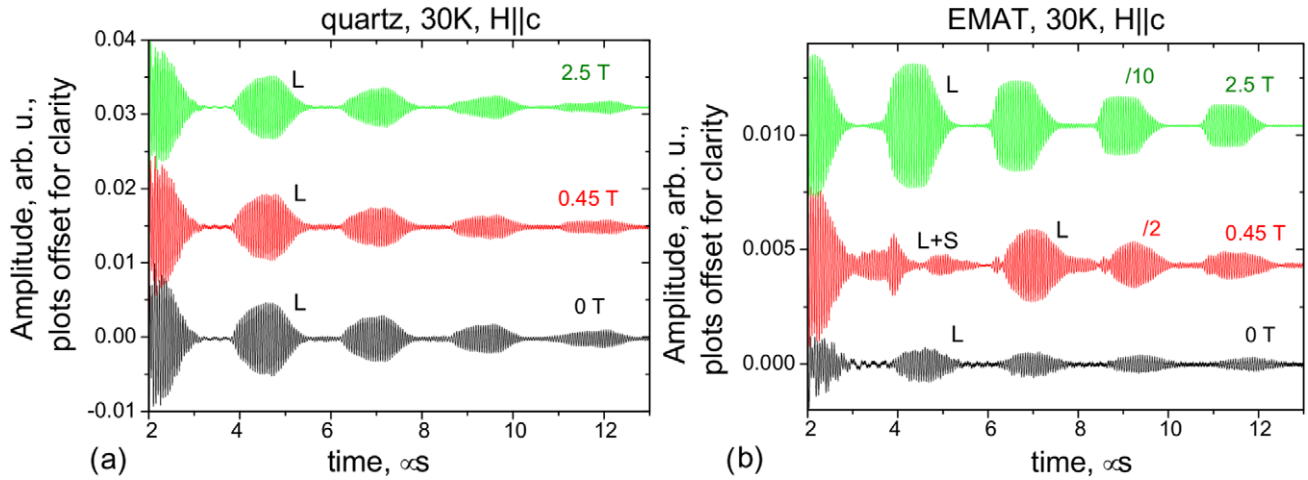 quartz, 30K, H||c
Amplitude, arb. u.,
plots offset for clarity
0.04
0.03
0.02
0.01
0.00
-0.01
L
2.5 T
L
0.45 T
L
0 T
2
4
6
8
10
12
time, ∝s
(a)
EMAT, 30K, H||c
Amplitude, arb. u.,
plots offset for clarity
0.010
0.005
0.000
L
/10
2.5 T
L+S
L
/2
0.45 T
L
0 T
2
4
6
8
10
12
time, ∝s
(b)